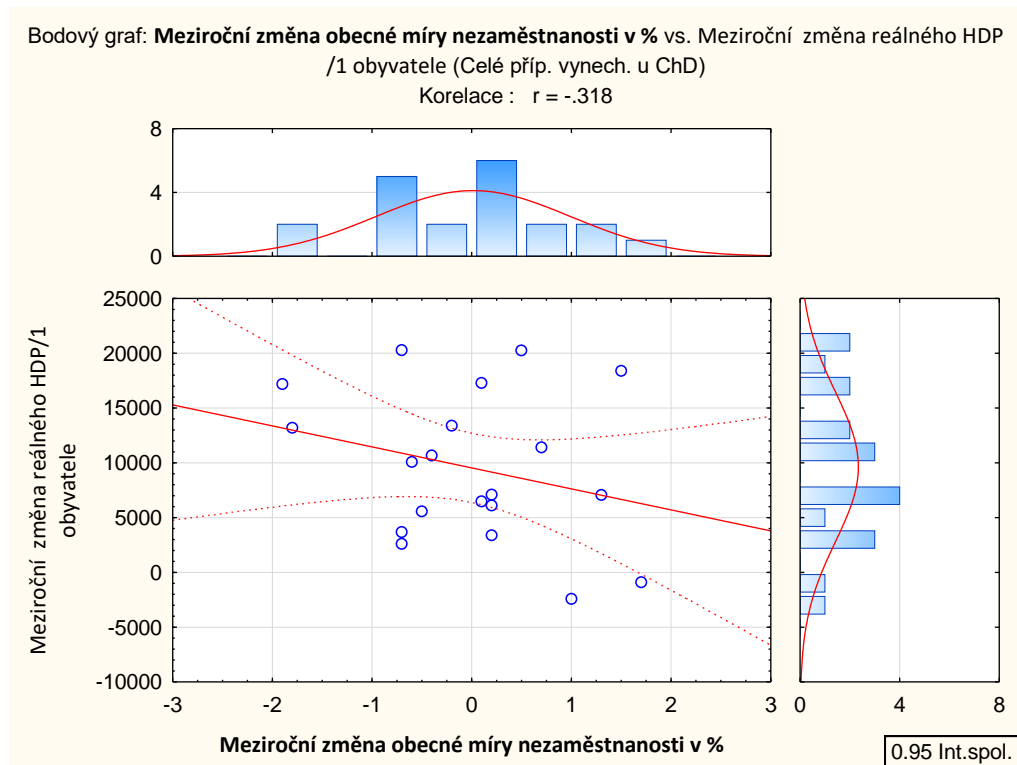 Bodový graf: Meziroční změna obecné míry nezaměstnanosti v % vs. Meziroční změna reálného HDP
/1 obyvatele (Celé příp. vynech. u ChD)
Korelace : r = -.318
8
4
0
25000
20000
15000
10000
5000
0
-5000
-10000
Meziroční změna reálného HDP/1
obyvatele
-3 -2 -1 0 1 2 3
0 4 8
Meziroční změna obecné míry nezaměstnanosti v %
0.95 Int.spol.